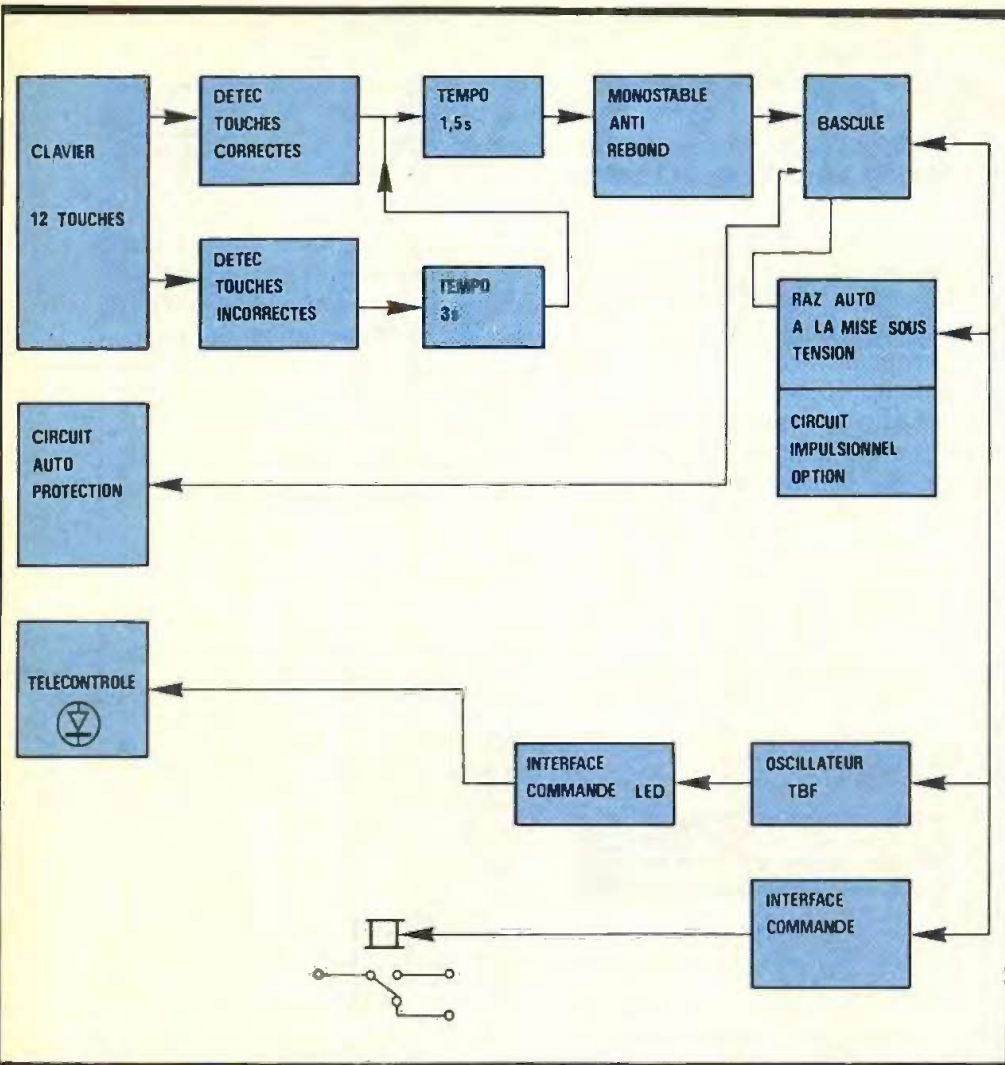 CLAVIER
12 TOUCHES
DETEC
TOUCHES
CORRECTES
TEMPO
1,5s
MONOSTABLE
ANTI
REBOND
BASCULE
DETEC
TOUCHES
INCORRECTES
TEMPO
3s
RAZ AUTO
A LA MISE SOUS
TENSION
CIRCUIT
IMPULSIONNEL
OPTION
CIRCUIT
AUTO
PROTECTION
TELECONTROLE
INTERFACE
COMMANDE LED
OSCILLATEUR
TBF
INTERFACE
COMMANDE